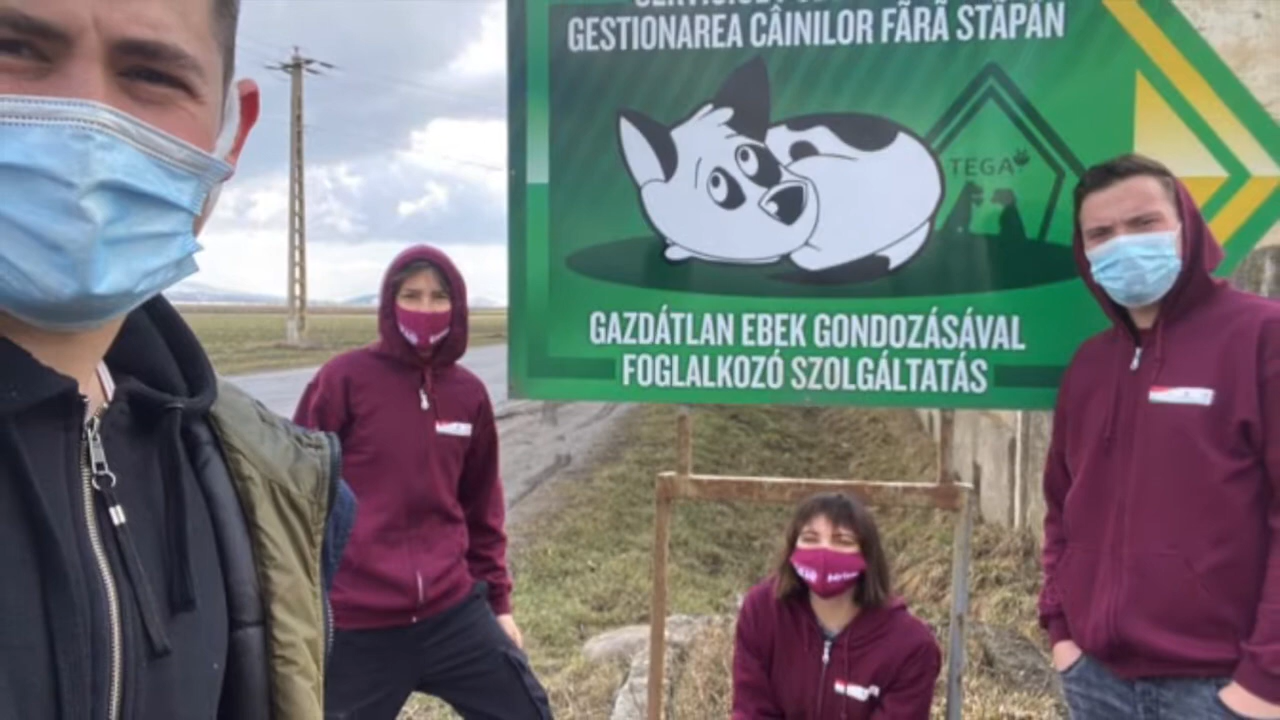 GESTIONAREA CÂINILOR FĂRĂ STĂPÂN
TEGA
GAZDÁTLAN EBEK GONDOZÁSÁVAL
FOGLALKOZÓ SZOLGÁLTATÁS